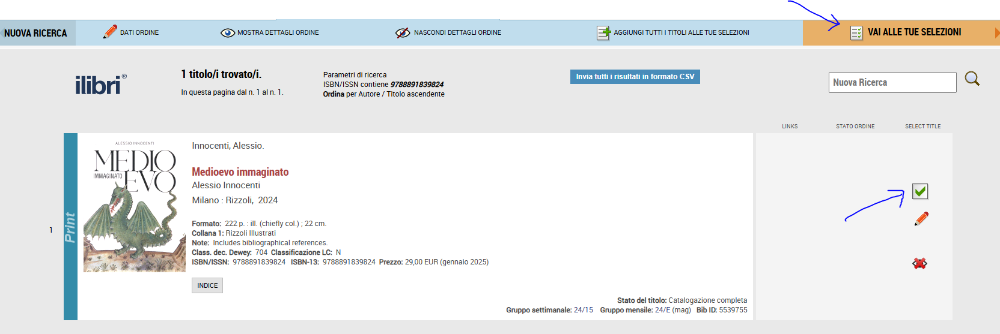 NUOVA RICERCA
DATI ORDINE
MOSTRA DETTAGLI ORDINE
NASCONDI DETTAGLI ORDINE
AGGIUNGI TUTTI I TITOLI ALLE TUE SELEZIONI
VAI ALLE TUE SELEZIONI
ilibri®
1 titolo/i trovato/i.
In questa pagina dal n. 1 al n. 1.
Parametri di ricerca
ISBN/ISSN contiene 9788891839824
Ordina per Autore / Titolo ascendente
Invia tutti i risultati in formato CSV
Nuova Ricerca
LINKS
STATO ORDINE
SELECT TITLE
1
Print
ALESSIO INNOCENTI
MEDIO
IMMAGINATO
EVO
Innocenti, Alessio.
Medioevo immaginato
Alessio Innocenti
Milano : Rizzoli, 2024
Formato: 222 p. : ill. (chiefly col.) ; 22 cm.
Collana 1: Rizzoli Illustrati
Note: Includes bibliographical references.
Class. dec. Dewey: 704 Classificazione LC: N
ISBN/ISSN: 9788891839824 ISBN-13: 9788891839824 Prezzo: 29,00 EUR (gennaio 2025)
INDICE
Stato del titolo: Catalogazione completa
Gruppo settimanale: 24/15 Gruppo mensile: 24/E (mag) Bib ID: 5539755